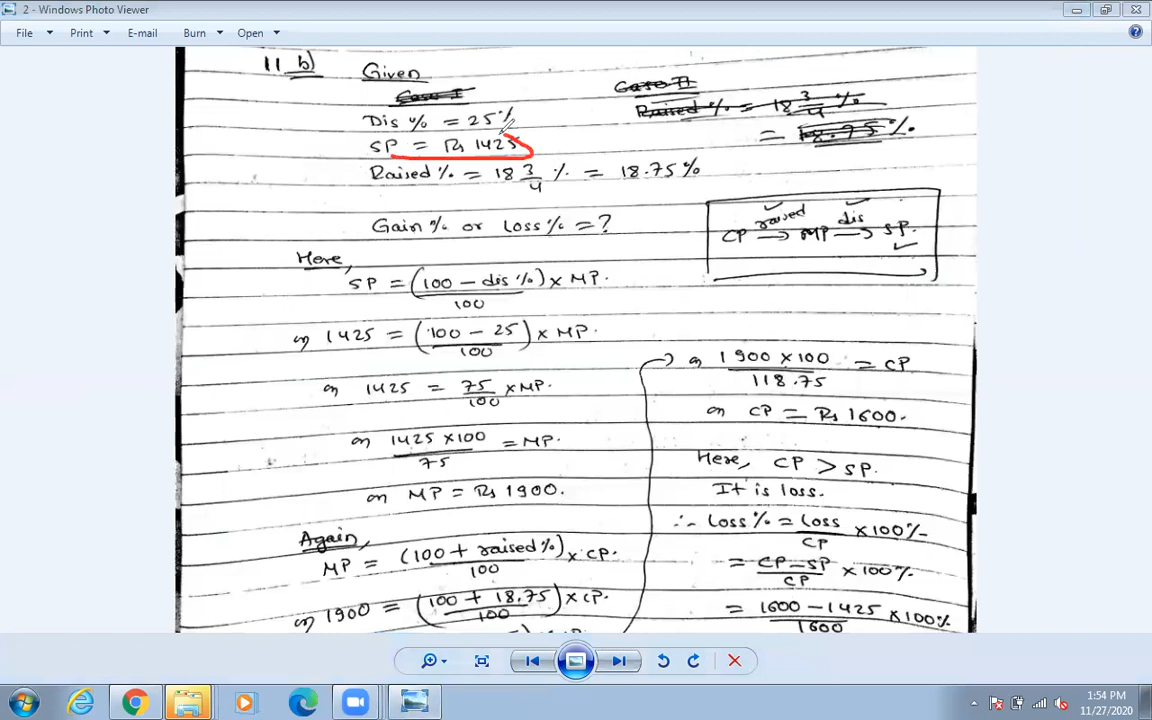 2 - Windows Photo Viewer
File Print E-mail Burn Open
11 b) Given
Case I
Dis % = 25%
SP = Rs 1425
Raised % = 18 3/4 % = 18.75%
Case II
Raised % = 18 3/4 %
= 18.75%
Gain % or Loss % = ?
CP raised → MP dis → SP.
Here,
SP = (100 - dis %)/100 × MP.
or 1425 = (100 - 25)/100 × MP.
or 1425 = 75/100 × MP.
or 1425 × 100/75 = MP.
or MP = Rs 1900.
Again,
MP = (100 + raised %)/100 × CP.
or 1900 = (100 + 18.75)/100 × CP.
→ or 1900 × 100/118.75 = CP
or CP = Rs 1600.
Here, CP > SP.
It is loss.
∴ Loss % = Loss/CP × 100%
= CP - SP/CP × 100%
= 1600 - 1425/1600 × 100%
1:54 PM
11/27/2020